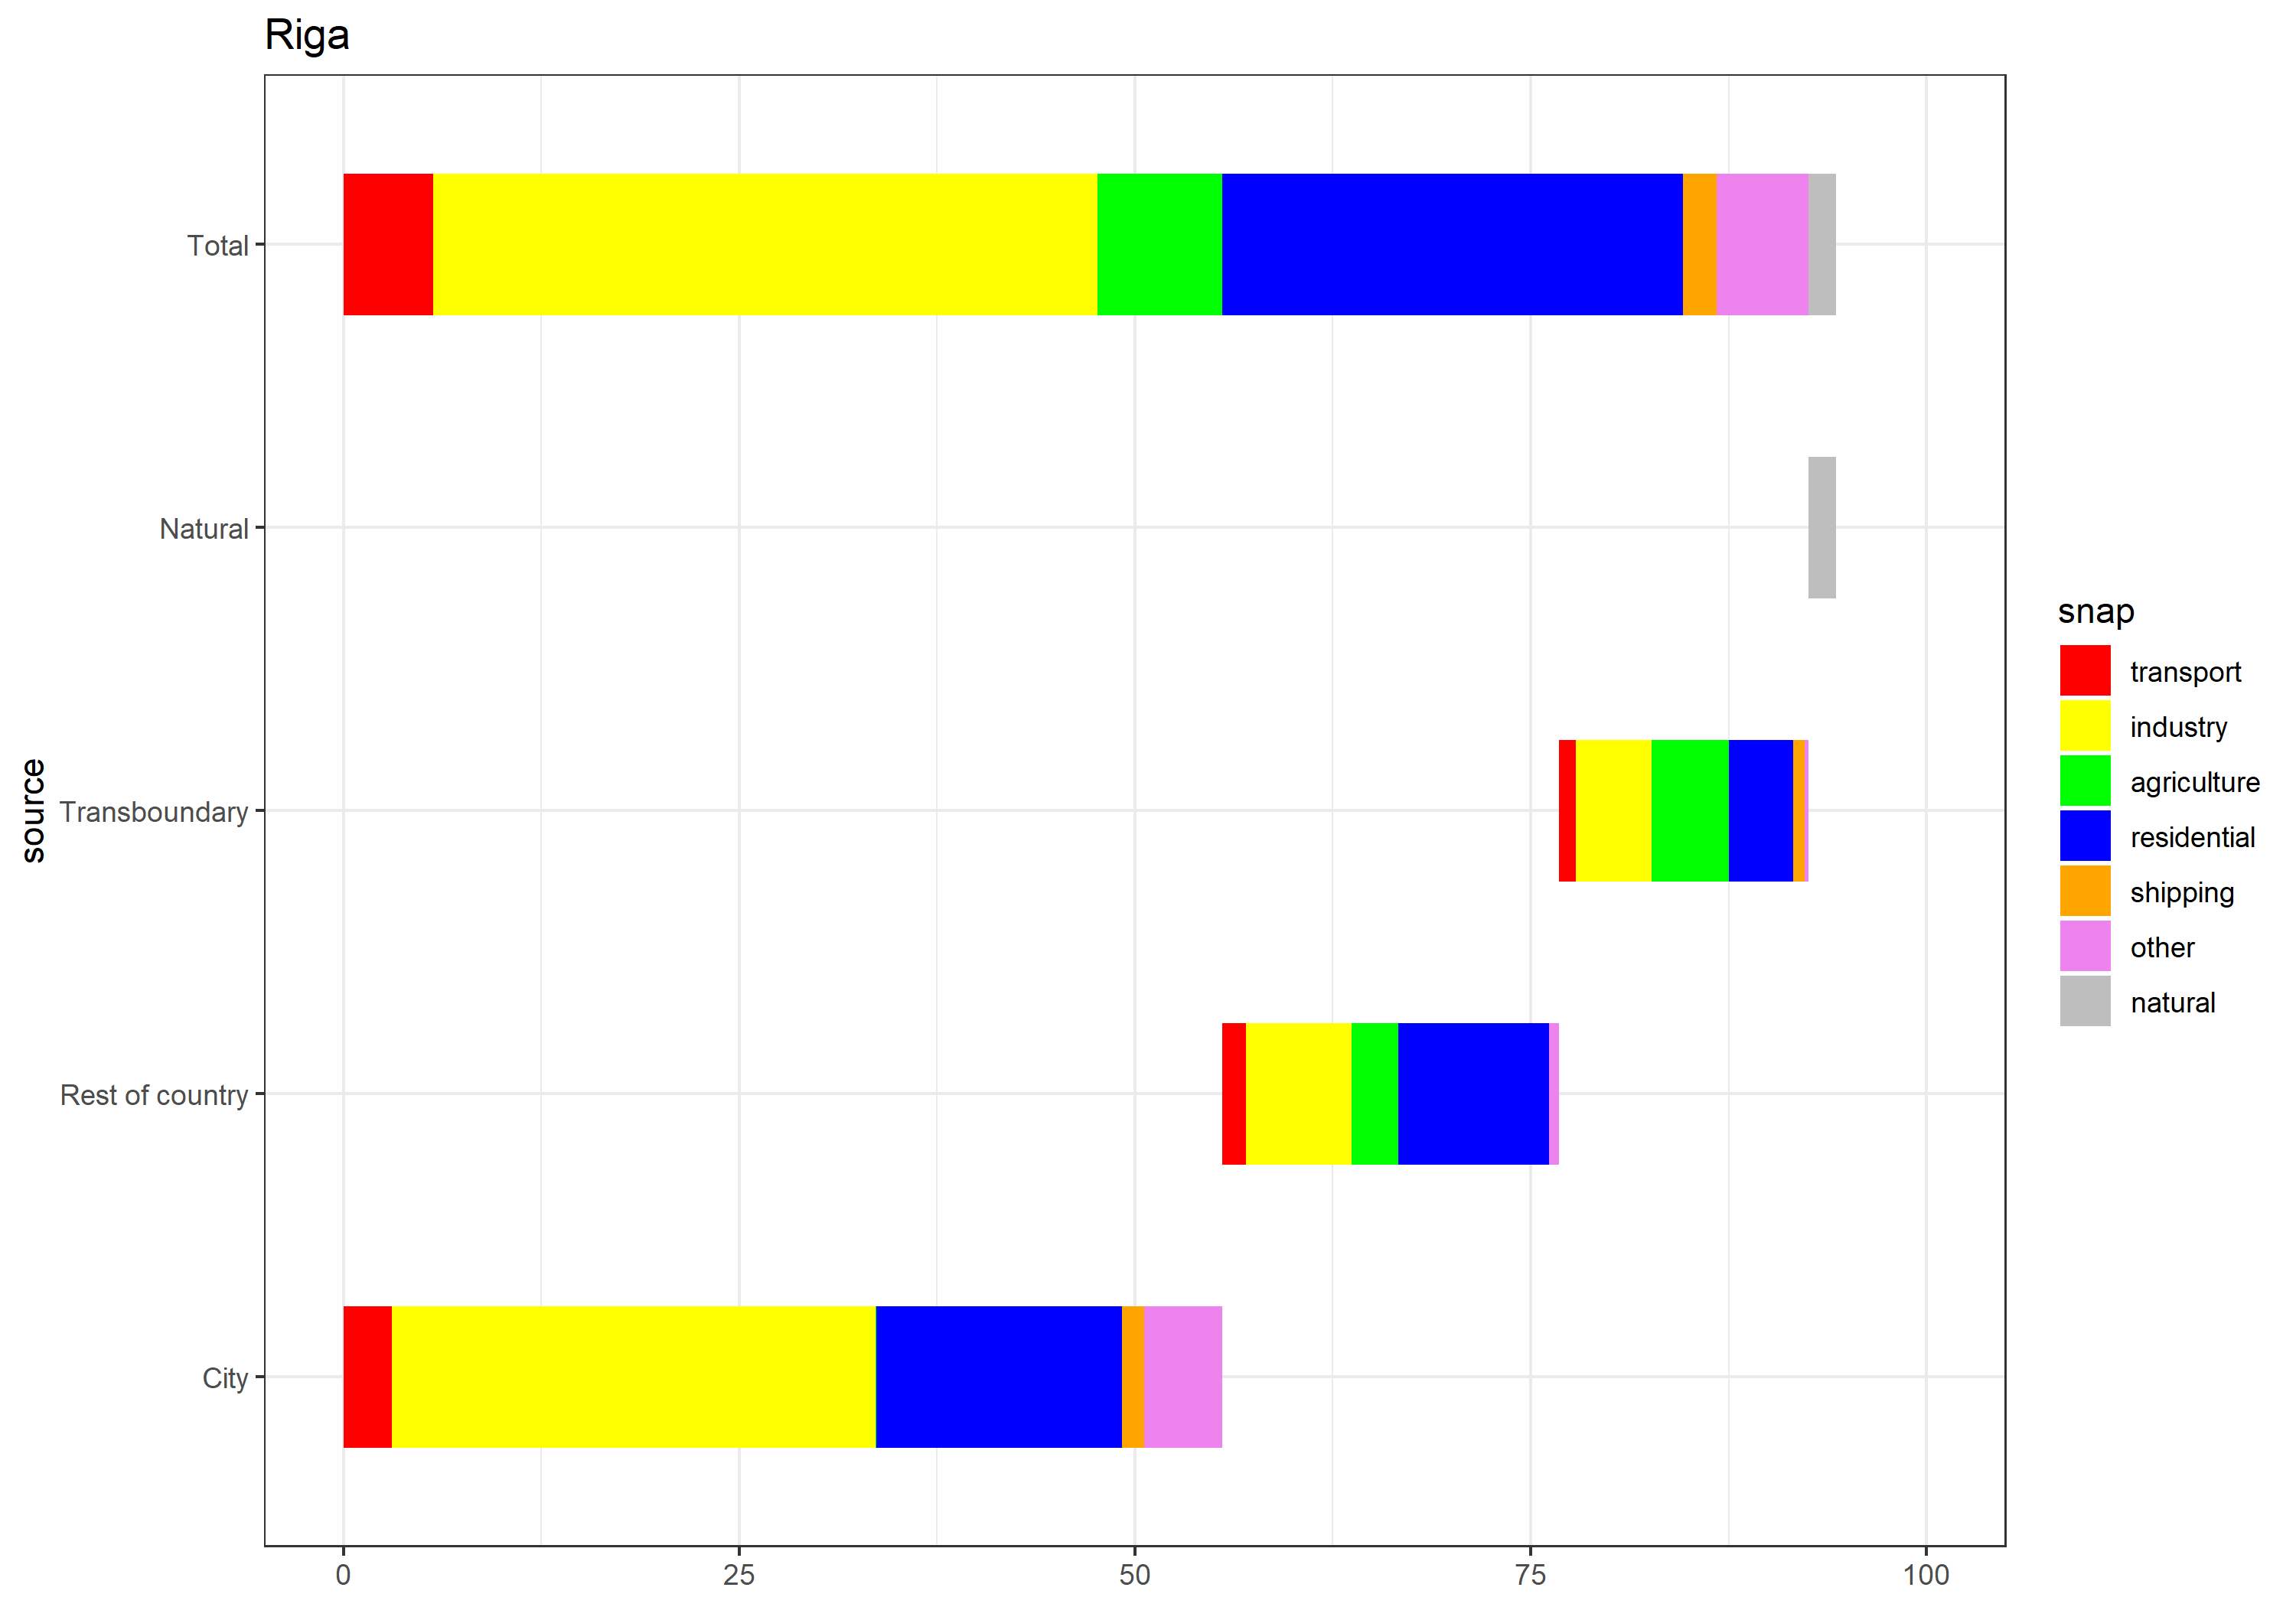 Riga
Total
Natural
Transboundary
Rest of country
City
source
0 25 50 75 100
snap
transport
industry
agriculture
residential
shipping
other
natural